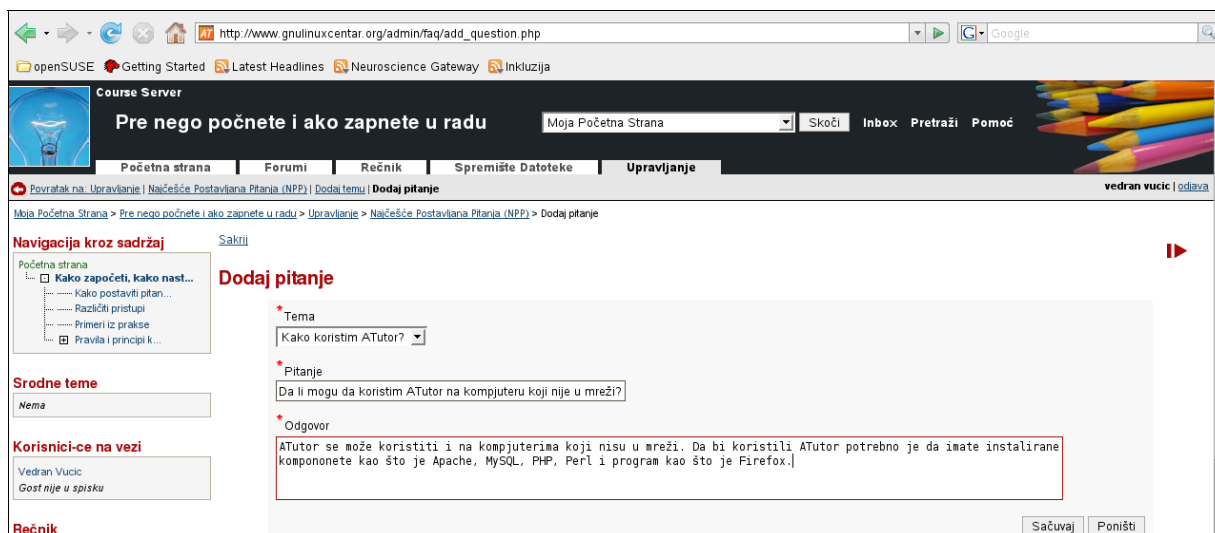 http://www.gnulinuxcentar.org/admin/faq/add_question.php
G Google
openSUSE Getting Started Latest Headlines Neuroscience Gateway Inkluzija
Course Server
Pre nego počnete i ako zapnete u radu
Moja Početna Strana Skoči Inbox Pretraži Pomoć
Početna strana Forumi Rečnik Spremište Datoteke Upravljanje
Povratak na: Upravljanje | Najčešće Postavljana Pitanja (NPP) | Dodaj temu | Dodaj pitanje
vedran vucic | odjava
Moja Početna Strana > Pre nego počnete i ako zapnete u radu > Upravljanje > Najčešće Postavljana Pitanja (NPP) > Dodaj pitanje
Navigacija kroz sadržaj
Početna strana
Kako započeti, kako nast...
Kako postaviti pitan...
Različiti pristupi
Primeri iz prakse
Pravila i principi k...
Srodne teme
Nema
Korisnici-ce na vezi
Vedran Vucic
Gost nije u spisku
Rečnik
Sakrij
Dodaj pitanje
* Tema
Kako koristim ATutor?
* Pitanje
Da li mogu da koristim ATutor na kompjuteru koji nije u mreži?
* Odgovor
ATutor se može koristiti i na kompjuterima koji nisu u mreži. Da bi koristili ATutor potrebno je da imate instalirane
kompononete kao što je Apache, MySQL, PHP, Perl i program kao što je Firefox.
Sačuvaj Poništi